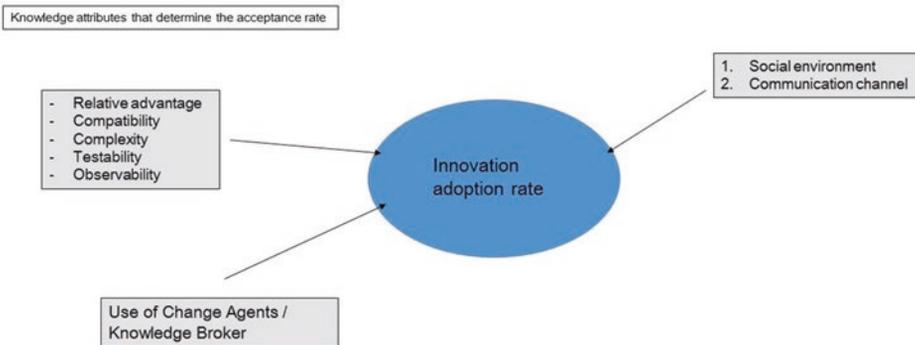 Knowledge attributes that determine the acceptance rate
1. Social environment
2. Communication channel
- Relative advantage
- Compatibility
- Complexity
- Testability
- Observability
Innovation
adoption rate
Use of Change Agents /
Knowledge Broker